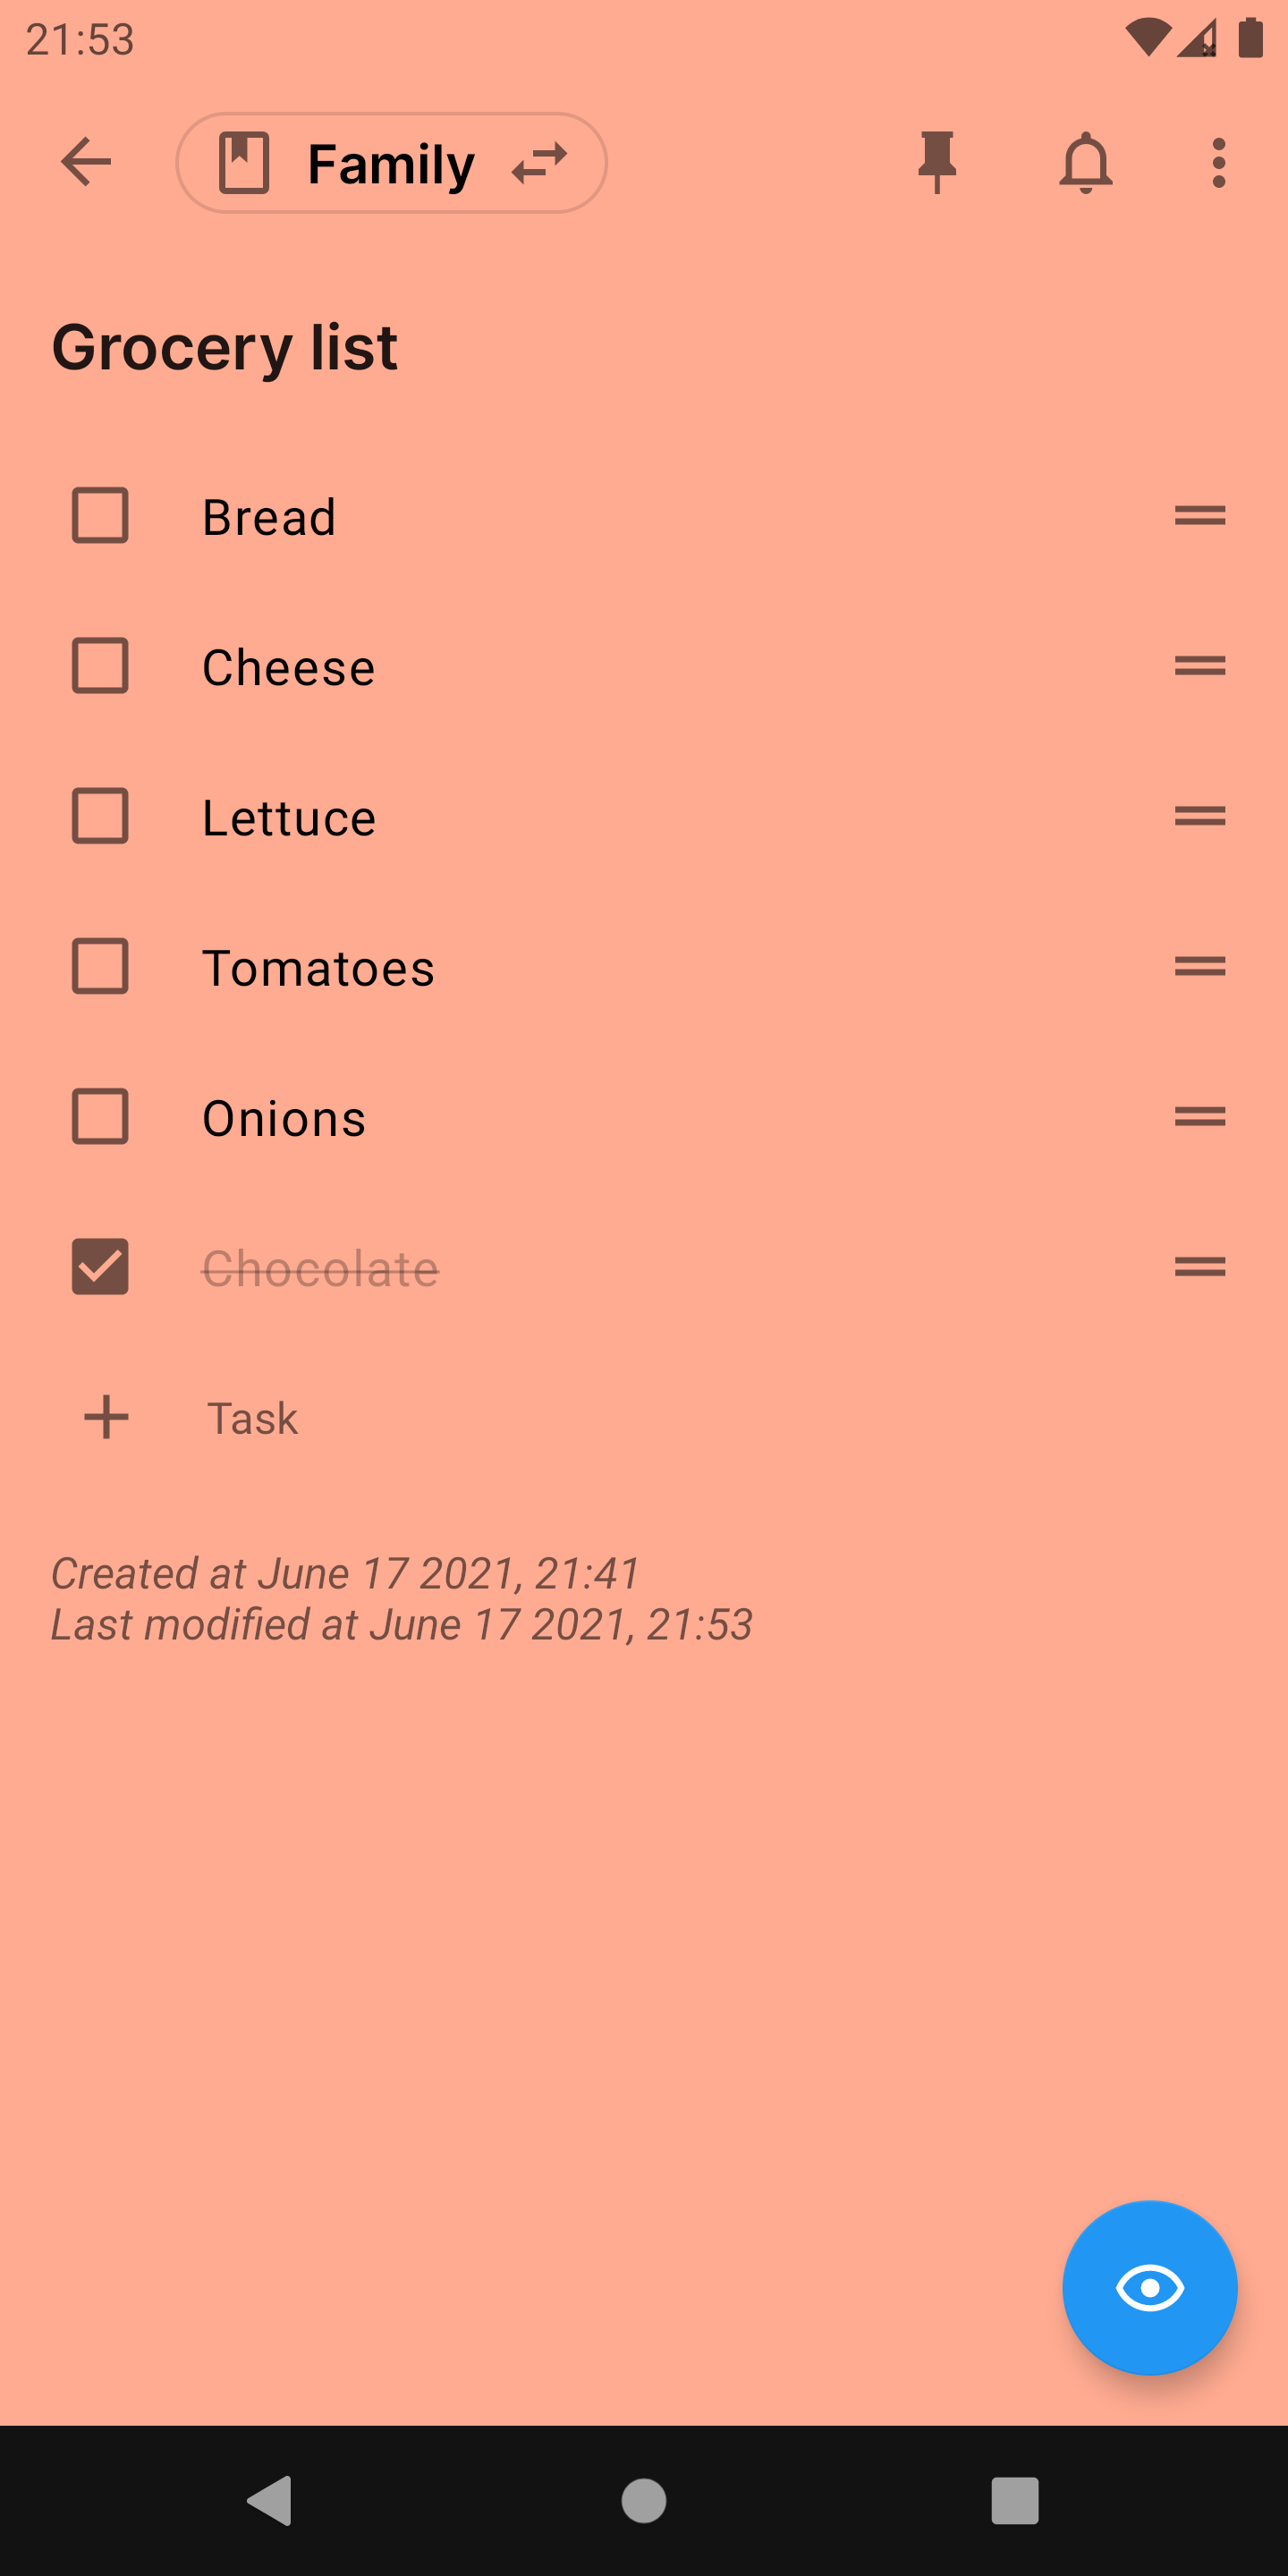 21:53
Family
Grocery list
Bread
Cheese
Lettuce
Tomatoes
Onions
Chocolate
Task
Created at June 17 2021, 21:41
Last modified at June 17 2021, 21:53